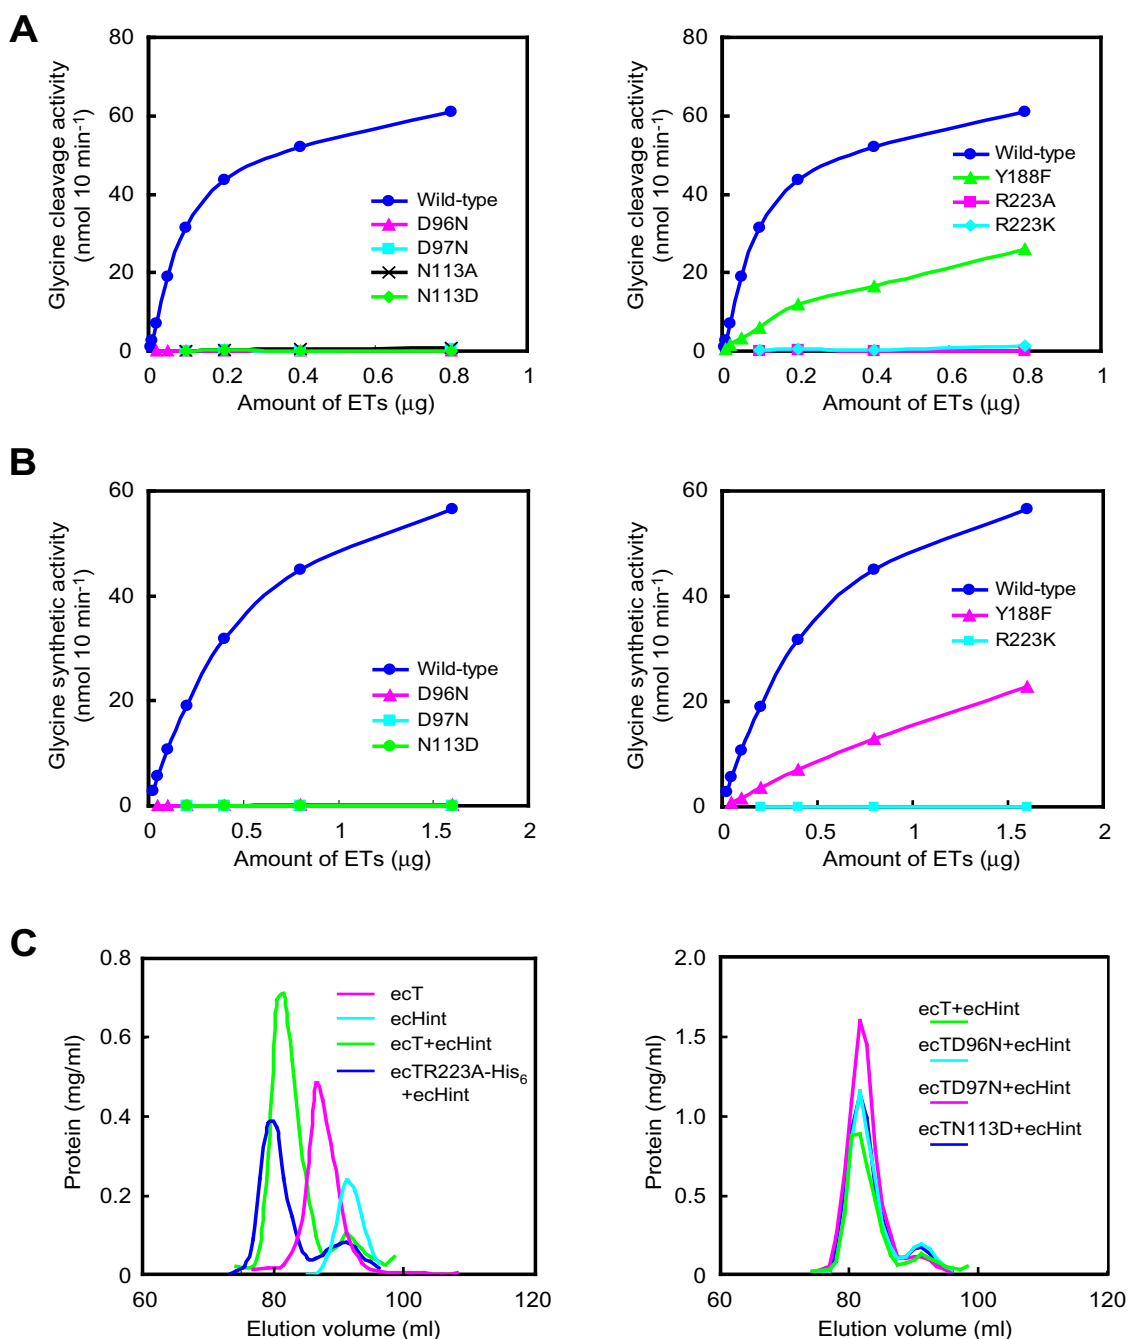 A
Glycine cleavage activity
(nmol 10 min-1)
80
60
40
20
0
Wild-type
D96N
D97N
N113A
N113D
0 0.2 0.4 0.6 0.8 1
Amount of ETs (μg)
Glycine cleavage activity
(nmol 10 min-1)
80
60
40
20
0
Wild-type
Y188F
R223A
R223K
0 0.2 0.4 0.6 0.8 1
Amount of ETs (μg)
B
Glycine synthetic activity
(nmol 10 min-1)
60
40
20
0
Wild-type
D96N
D97N
N113D
0 0.5 1 1.5 2
Amount of ETs (μg)
Glycine synthetic activity
(nmol 10 min-1)
60
40
20
0
Wild-type
Y188F
R223K
0 0.5 1 1.5 2
Amount of ETs (μg)
C
Protein (mg/ml)
0.8
0.6
0.4
0.2
0
ecT
ecHint
ecT+ecHint
ecTR223A-His6
+ecHint
60 80 100 120
Elution volume (ml)
Protein (mg/ml)
2.0
1.5
1.0
0.5
0
ecT+ecHint
ecTD96N+ecHint
ecTD97N+ecHint
ecTN113D+ecHint
60 80 100 120
Elution volume (ml)